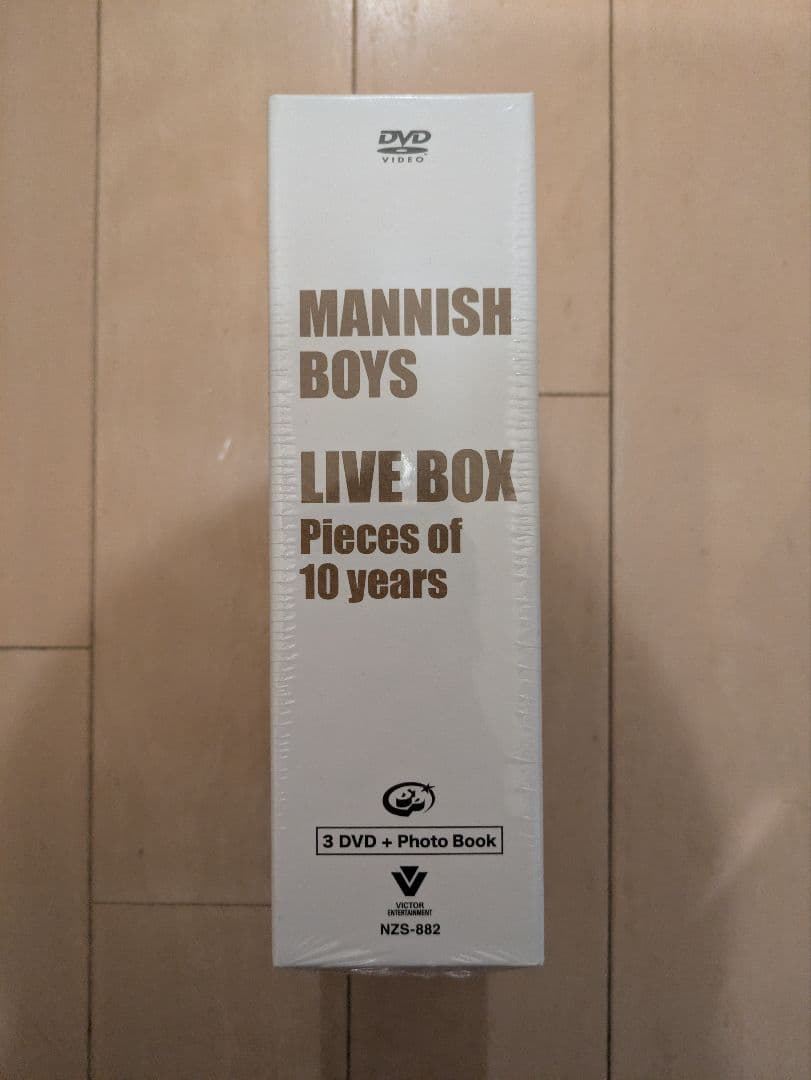 DVD
VIDEO
MANNISH
BOYS
LIVE BOX
Pieces of
10 years
3 DVD + Photo Book
VICTOR
ENTERTAINMENT
NZS-882